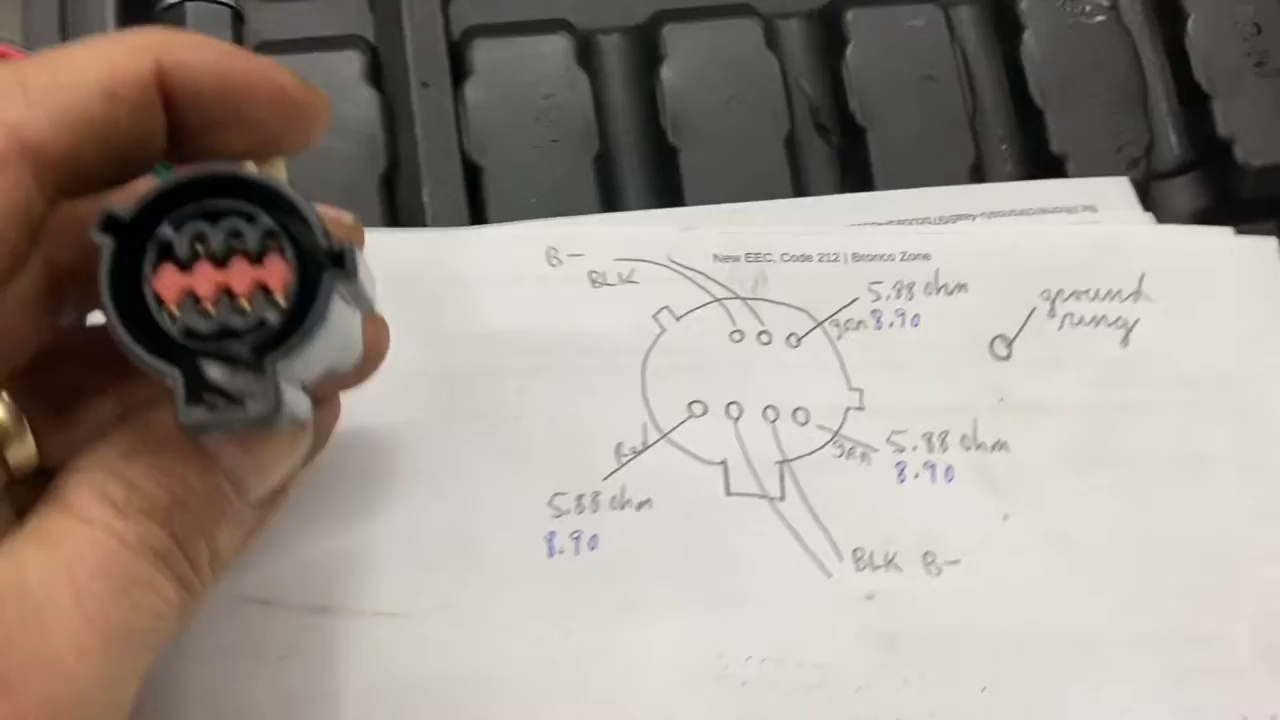 New EEC, Code 212 | Bronco Zone
B-
BLK
5.88 ohm
grn 8.90
ground
ring
Red
grn
5.88 ohm
8.90
5.88 ohm
8.90
BLK B-